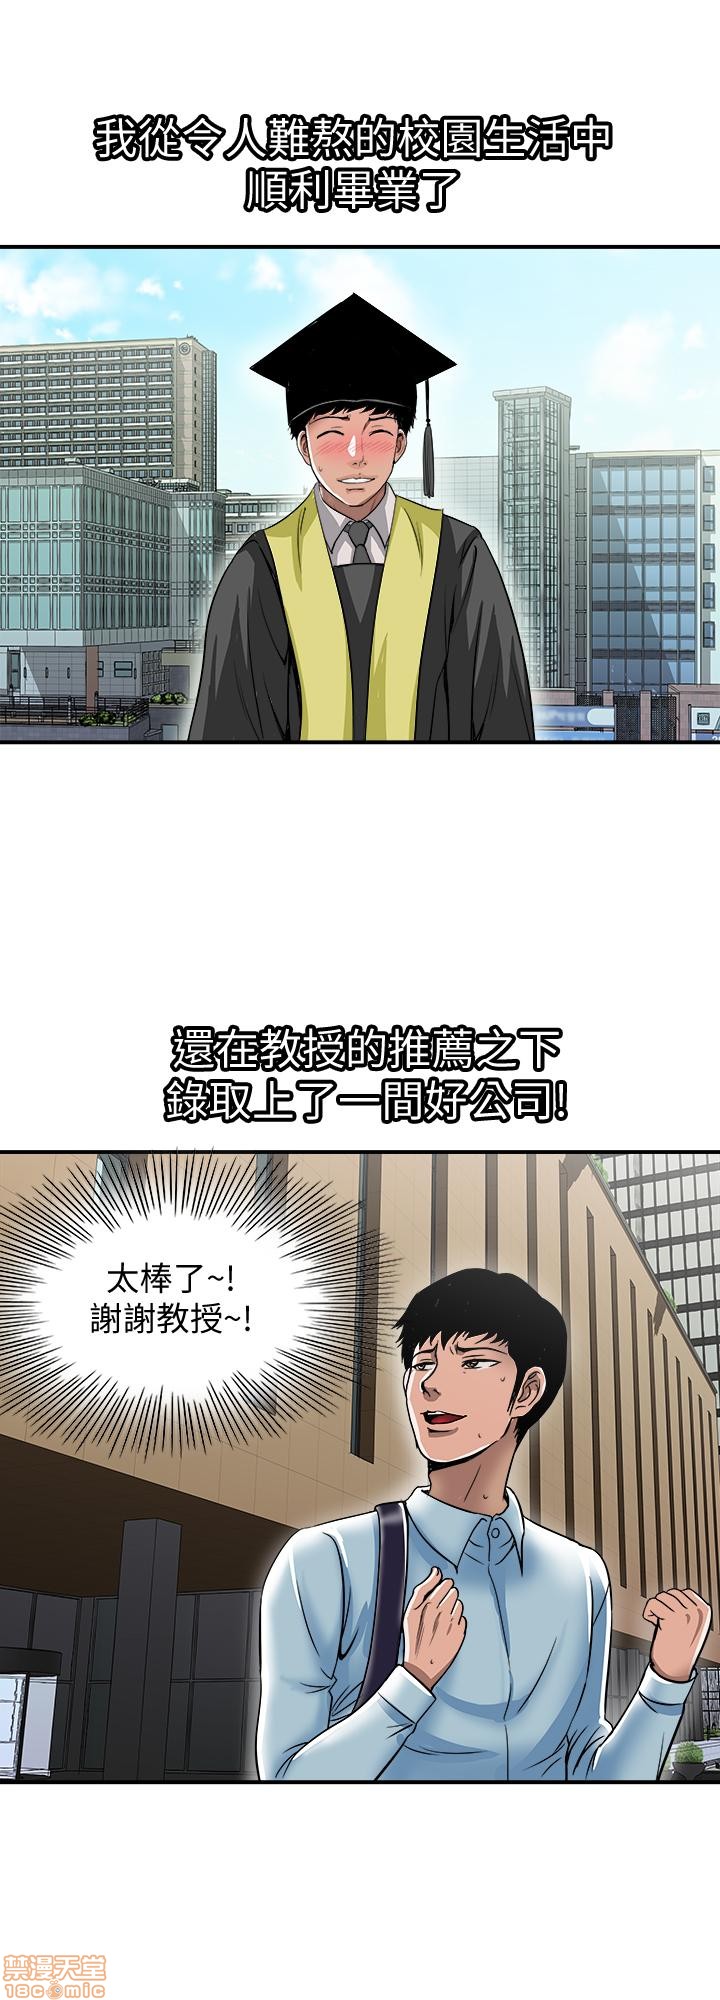 我從令人難熬的校園生活中
順利畢業了
還在教授的推薦之下
錄取上了一間好公司!
太棒了~!
謝謝教授~!
禁漫天堂
18comic